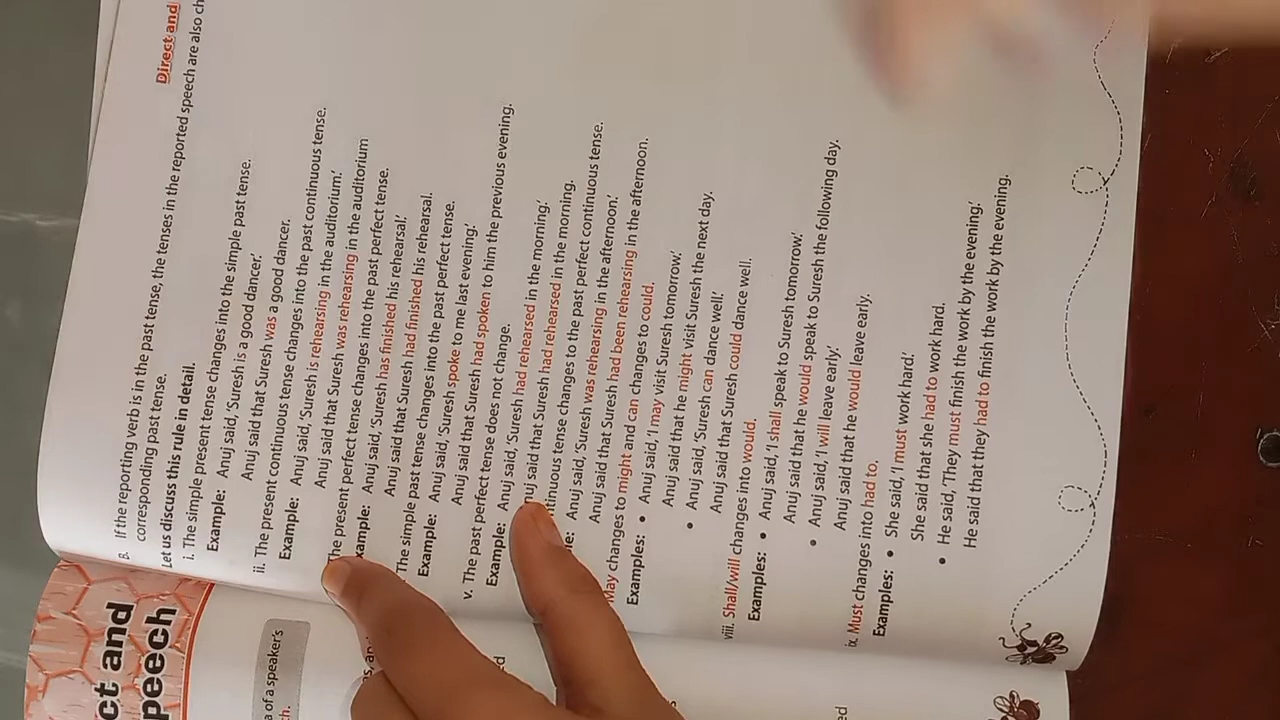 Direct and
B. If the reporting verb is in the past tense, the tenses in the reported speech are also
corresponding past tense.
Let us discuss this rule in detail.
i. The simple present tense changes into the simple past tense.
Example: Anuj said, 'Suresh is a good dancer.'
Anuj said that Suresh was a good dancer.
ii. The present continuous tense changes into the past continuous tense.
Example: Anuj said, 'Suresh is rehearsing in the auditorium.'
Anuj said that Suresh was rehearsing in the auditorium
The present perfect tense changes into the past perfect tense.
Example: Anuj said, 'Suresh has finished his rehearsal.'
Anuj said that Suresh had finished his rehearsal.
The simple past tense changes into the past perfect tense.
Example: Anuj said, 'Suresh spoke to me last evening.'
Anuj said that Suresh had spoken to him the previous evening.
v. The past perfect tense does not change.
Example: Anuj said, 'Suresh had rehearsed in the morning.'
Anuj said that Suresh had rehearsed in the morning.
tense changes to the past perfect continuous tense.
Anuj said, 'Suresh was rehearsing in the afternoon.'
Anuj said that Suresh had been rehearsing in the afternoon.
May changes to might and can changes to could.
Examples: • Anuj said, 'I may visit Suresh tomorrow.'
Anuj said that he might visit Suresh the next day.
• Anuj said, 'Suresh can dance well.'
Anuj said that Suresh could dance well.
viii. Shall/will changes into would.
Examples: • Anuj said, 'I shall speak to Suresh tomorrow.'
Anuj said that he would speak to Suresh the following day.
• Anuj said, 'I will leave early.'
Anuj said that he would leave early.
ix. Must changes into had to.
Examples: • She said, 'I must work hard.'
She said that she had to work hard.
• He said, 'They must finish the work by the evening.'
He said that they had to finish the work by the evening.
ct and
peech
a of a speaker's